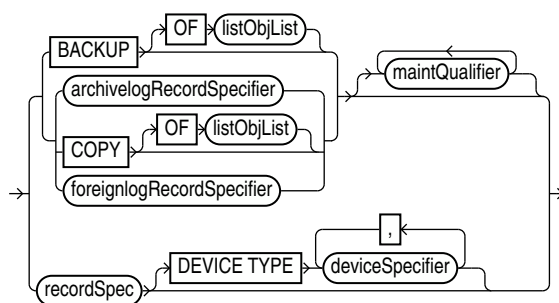 BACKUP OF listObjList
maintQualifier
archivelogRecordSpecifier
COPY OF listObjList
foreignlogRecordSpecifier
,
recordSpec DEVICE TYPE deviceSpecifier